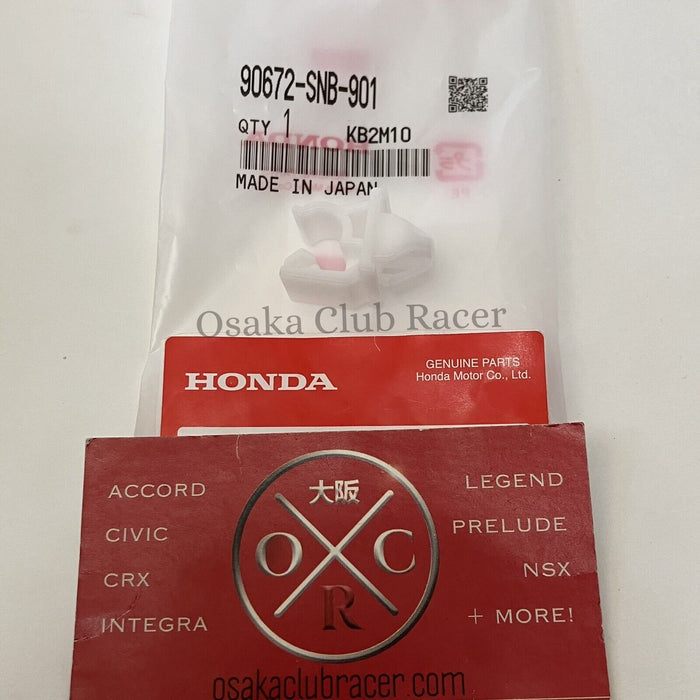 90672-SNB-901
QTY 1 KB2M10
HONDA
MADE IN JAPAN
Osaka Club Racer
HONDA
GENUINE PARTS
Honda Motor Co., Ltd.
ACCORD
CIVIC
CRX
INTEGRA
大阪
O C
R
LEGEND
PRELUDE
NSX
+ MORE!
osakaclubracer.com